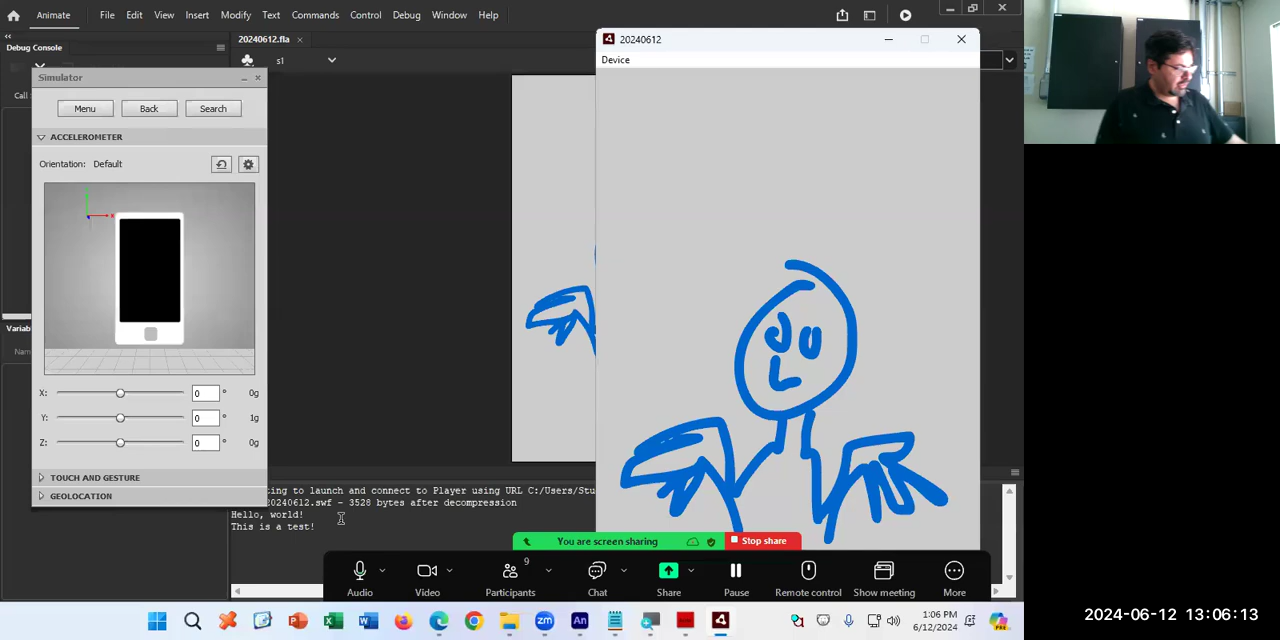 Animate
File Edit View Insert Modify Text Commands Control Debug Window Help
Debug Console
20240612.fla
s1
20240612
Device
Simulator
Menu Back Search
ACCELEROMETER
Orientation: Default
X: 0 ° 0g
Y: 0 ° 1g
Z: 0 ° 0g
TOUCH AND GESTURE
GEOLOCATION
ting to launch and connect to Player using URL C:/Users/Stu
20240612.swf - 3528 bytes after decompression
Hello, world!
This is a test!
You are screen sharing Stop share
9
Audio Video Participants Chat Share Pause Remote control Show meeting More
1:06 PM
6/12/2024
2024-06-12 13:06:13